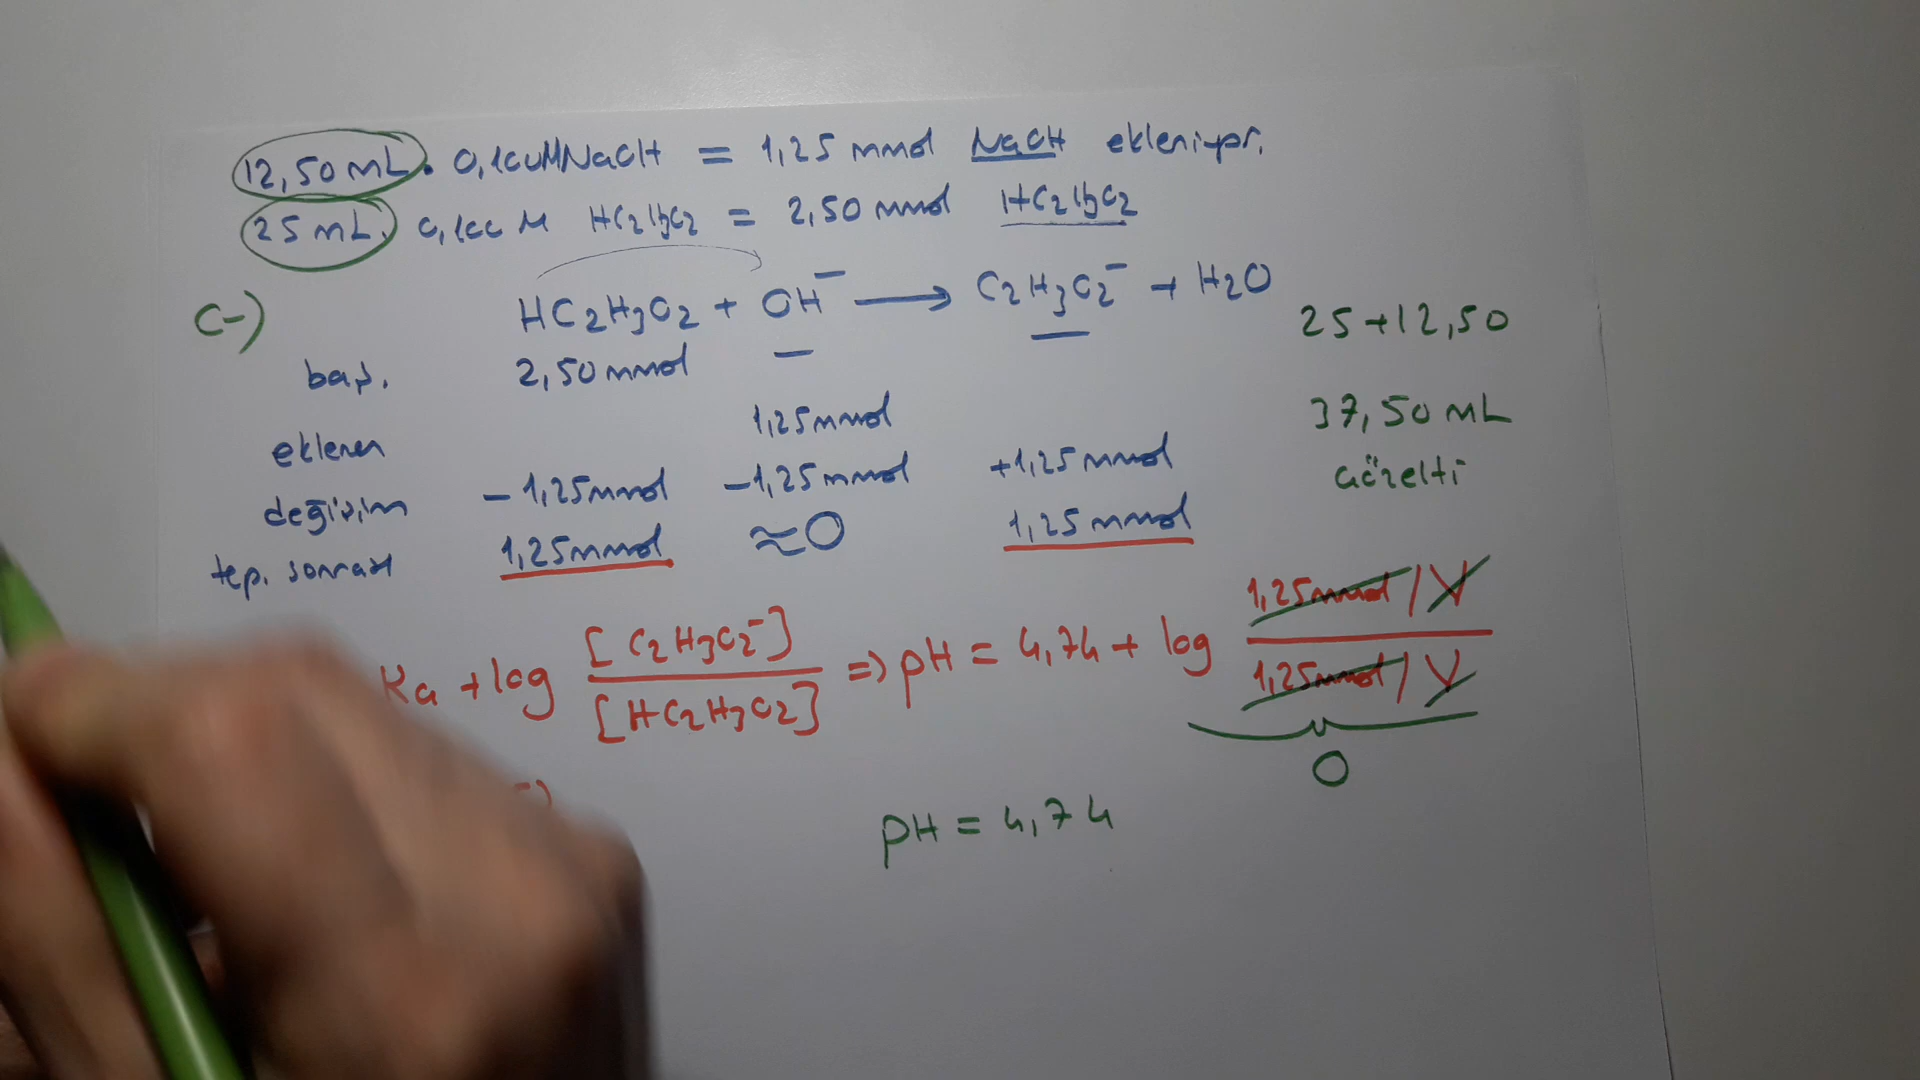 12,50 mL. 0,100M NaOH = 1,25 mmol NaOH ekleniyor.
25 mL. 0,100 M HC2H3O2 = 2,50 mmol HC2H3O2
C-) HC2H3O2 + OH⁻ → C2H3O2⁻ + H2O
25+12,50
baş. 2,50 mmol — —
37,50 mL
eklenen 1,25 mmol
çözelti
değişim - 1,25 mmol -1,25 mmol +1,25 mmol
tep. sonrası 1,25 mmol ≈0 1,25 mmol
Ka + log [C2H3O2⁻] / [HC2H3O2] => pH = 4,74 + log 1,25 mmol / V / 1,25 mmol / V
0
pH = 4,74